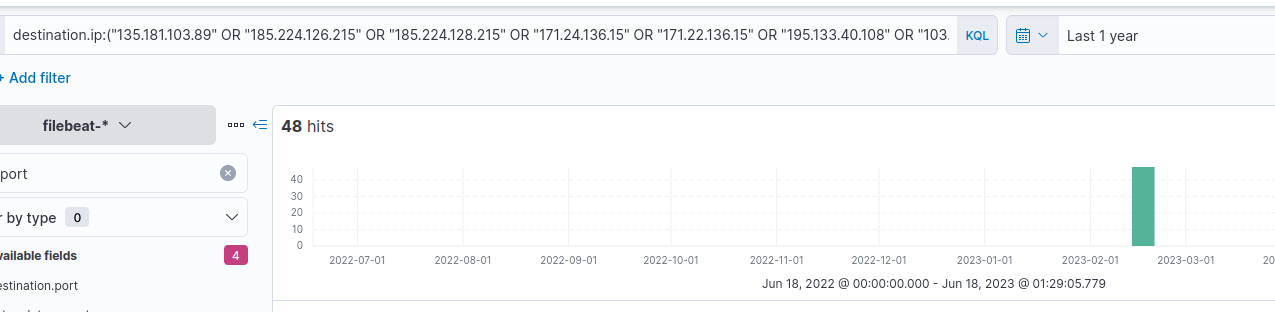 destination.ip:("135.181.103.89" OR "185.224.126.215" OR "185.224.128.215" OR "171.24.136.15" OR "171.22.136.15" OR "195.133.40.108" OR "103. KQL Last 1 year
+ Add filter
filebeat-*
48 hits
port
r by type 0
vailable fields 4
estination.port
40
30
20
10
0
2022-07-01 2022-08-01 2022-09-01 2022-10-01 2022-11-01 2022-12-01 2023-01-01 2023-02-01 2023-03-01 20
Jun 18, 2022 @ 00:00:00.000 - Jun 18, 2023 @ 01:29:05.779